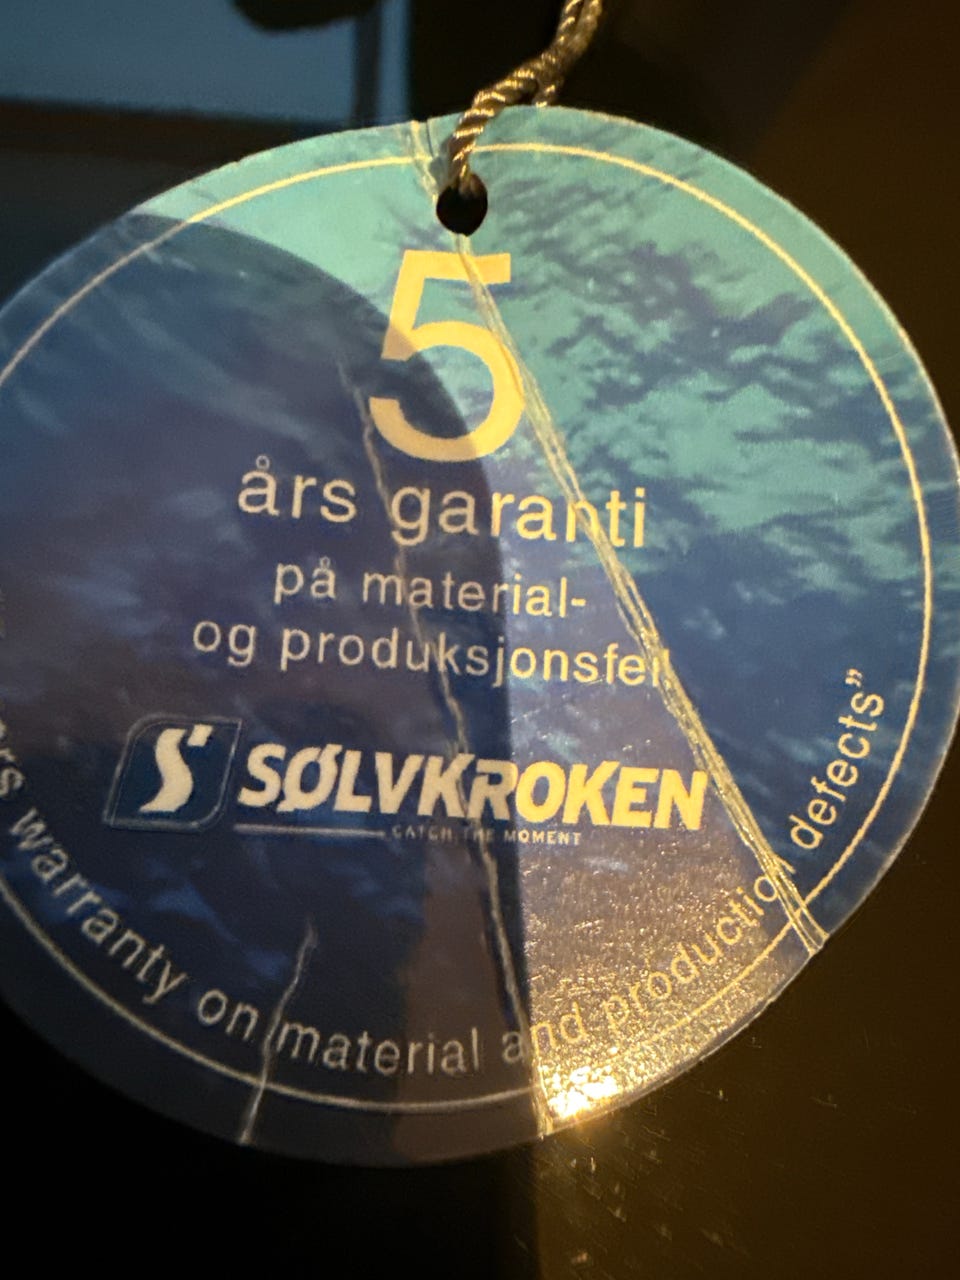 5
års garanti
på material-
og produksjonsfeil
S
SØLVKROKEN
CATCH THE MOMENT
warranty on material and production defects”